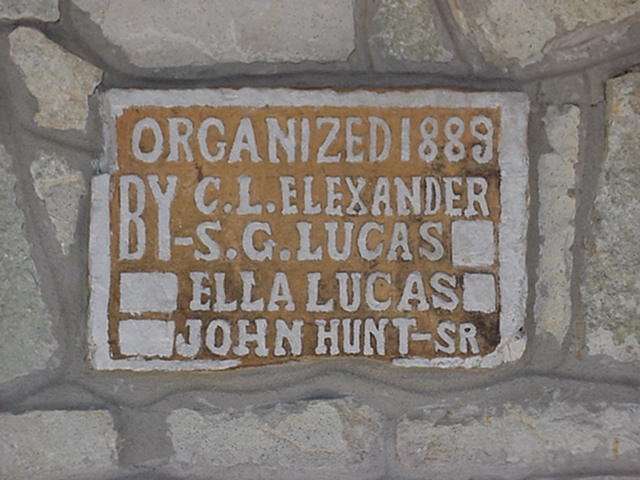 ORGANIZED 1889
BY C.L. ELEXANDER
-S.G. LUCAS
ELLA LUCAS
JOHN HUNT-SR